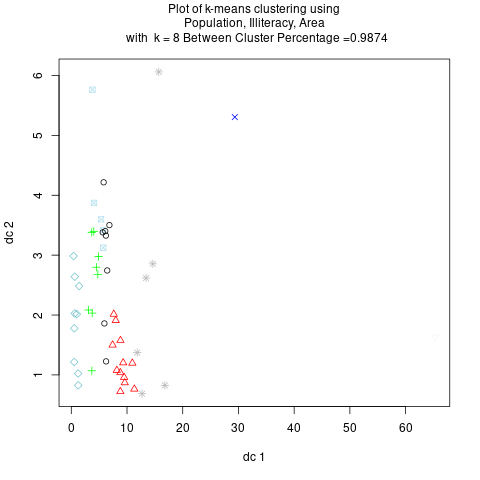 Plot of k-means clustering using
Population, Illiteracy, Area
with k = 8 Between Cluster Percentage =0.9874
6
5
4
3
2
1
dc 2
0 10 20 30 40 50 60
dc 1